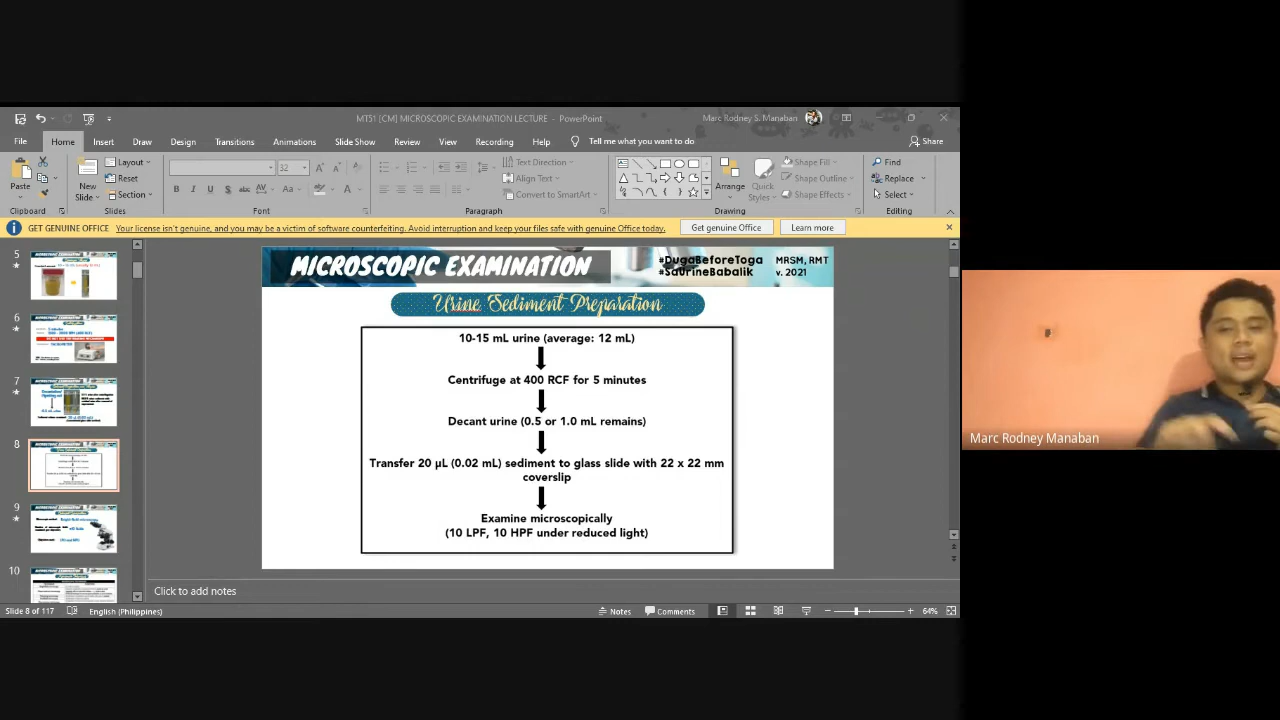 MT51 [CM] MICROSCOPIC EXAMINATION LECTURE - PowerPoint
Marc Rodney S. Manaban
File
Home
Insert
Draw
Design
Transitions
Animations
Slide Show
Review
View
Recording
Help
Tell me what you want to do
Share
Paste
Clipboard
New
Slide
Layout
Reset
Section
Slides
32
Font
Text Direction
Align Text
Convert to SmartArt
Paragraph
Arrange
Quick
Styles
Shape Fill
Shape Outline
Shape Effects
Drawing
Find
Replace
Select
Editing
GET GENUINE OFFICE
Your license isn't genuine, and you may be a victim of software counterfeiting. Avoid interruption and keep your files safe with genuine Office today.
Get genuine Office
Learn more
5
6
7
8
9
10
MICROSCOPIC EXAMINATION
#DugaBeforeToga
#SaUrineBabalik
MRSM, RMT
v. 2021
Urine Sediment Preparation
10-15 mL urine (average: 12 mL)
Centrifuge at 400 RCF for 5 minutes
Decant urine (0.5 or 1.0 mL remains)
Transfer 20 µL (0.02 mL) sediment to glass slide with 22 x 22 mm
coverslip
Examine microscopically
(10 LPF, 10 HPF under reduced light)
Click to add notes
Slide 8 of 117
English (Philippines)
Notes
Comments
64%
Marc Rodney Manaban